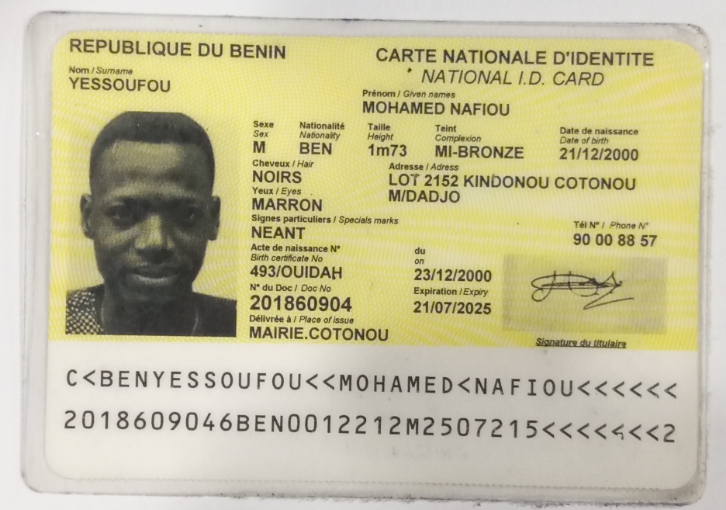 REPUBLIQUE DU BENIN
CARTE NATIONALE D'IDENTITE
* NATIONAL I.D. CARD
Nom / Surname
YESSOUFOU
Prénom / Given names
MOHAMED NAFIOU
Sexe Nationalité Taille Teint Date de naissance
Sex Nationality Height Complexion Date of birth
M BEN 1m73 MI-BRONZE 21/12/2000
Cheveux / Hair Adresse / Adress
NOIRS LOT 2152 KINDONOU COTONOU
Yeux / Eyes M/DADJO
MARRON
Signes particuliers / Specials marks Tél N° / Phone N°
NEANT 90 00 88 57
Acte de naissance N° du
Birth certificate No on
493/OUIDAH 23/12/2000
N° du Doc / Doc No Expiration / Expiry
201860904 21/07/2025
Délivrée à / Place of issue
MAIRIE.COTONOU
Signature du titulaire
C<BENYESSOUFOU<<MOHAMED<NAFIOU<<<<<<
2018609046BEN0012212M2507215<<<<<<<2